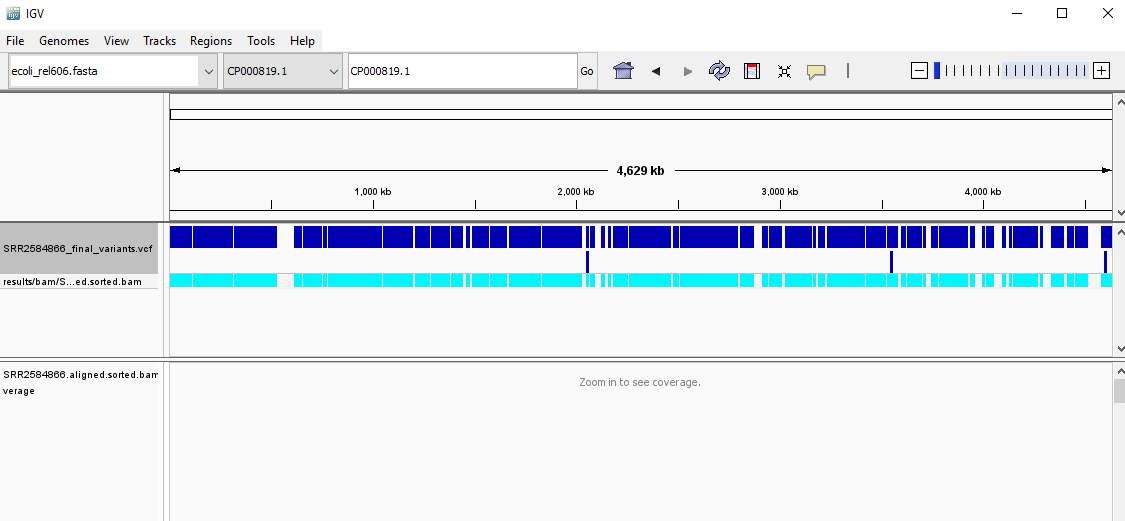 IGV
File Genomes View Tracks Regions Tools Help
ecoli_rel606.fasta CP000819.1 CP000819.1 Go
4,629 kb
1,000 kb 2,000 kb 3,000 kb 4,000 kb
SRR2584866_final_variants.vcf
results/bam/S...ed.sorted.bam
SRR2584866.aligned.sorted.bam
Zoom in to see coverage.
verage